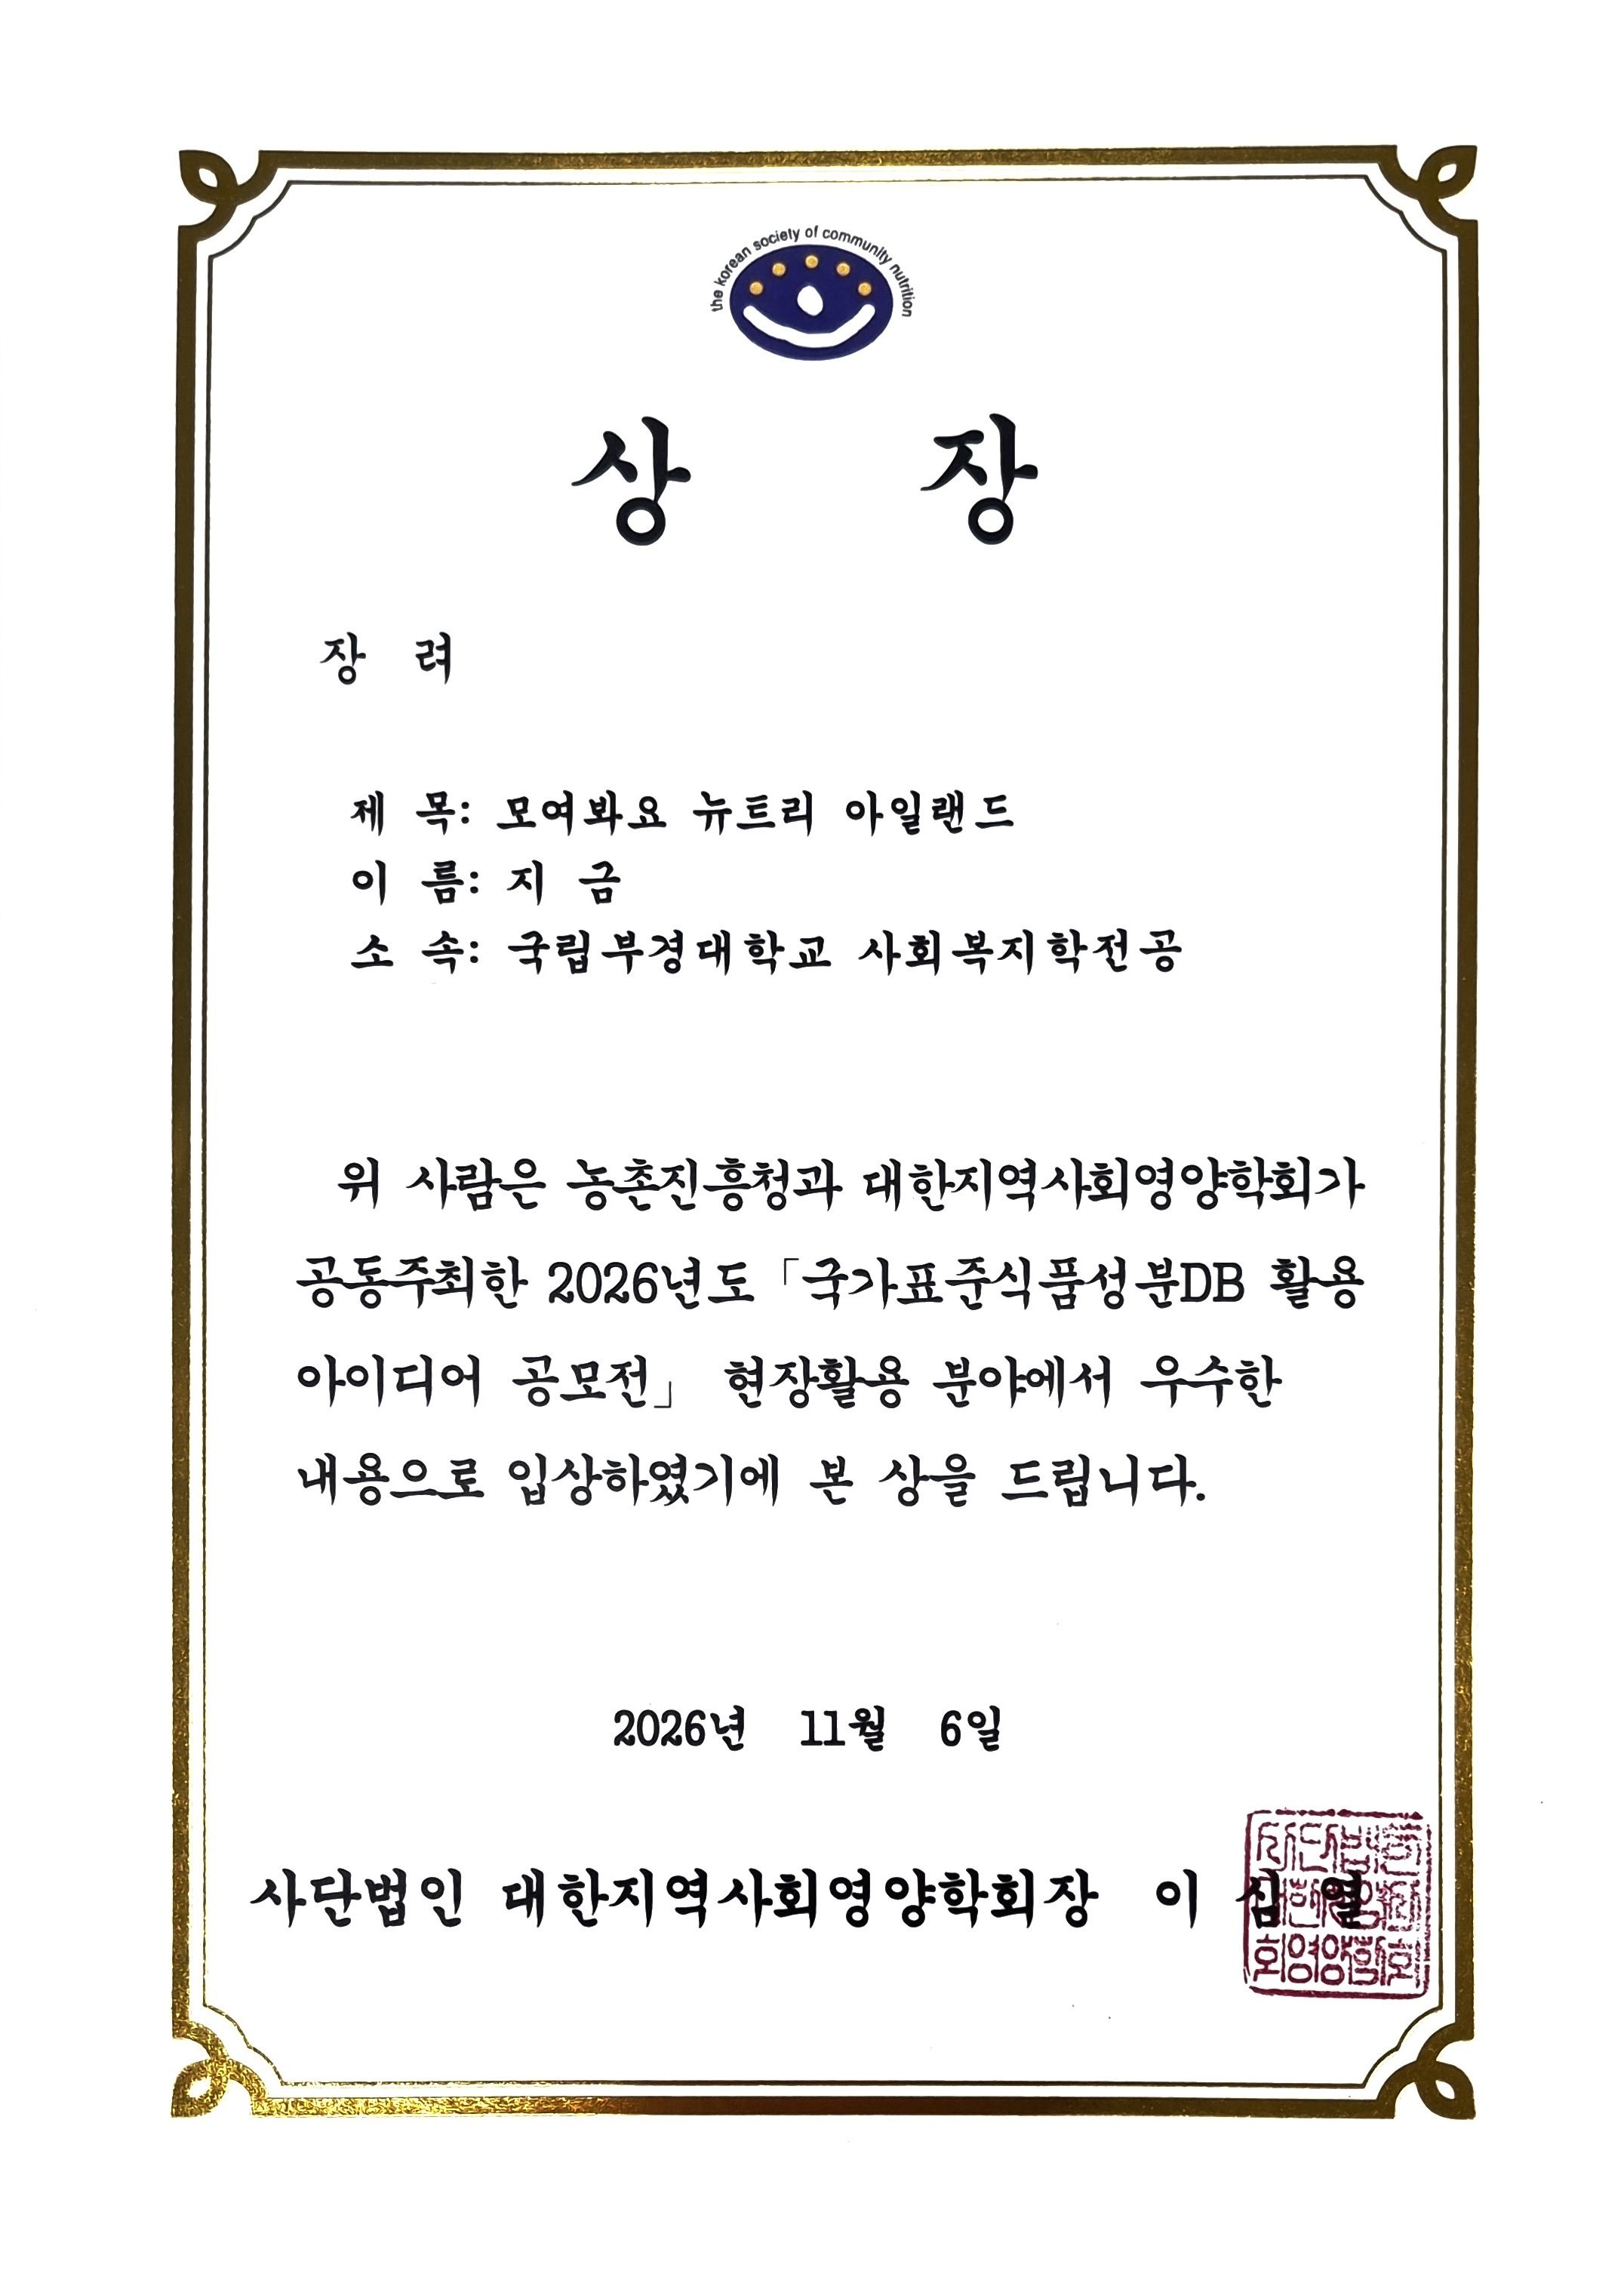 the korean society of community nutrition
상 장
장 려
제 목: 모여봐요 뉴트리 아일랜드
이 름: 지 금
소 속: 국립부경대학교 사회복지학전공
위 사람은 농촌진흥청과 대한지역사회영양학회가
공동주최한 2026년도 「국가표준식품성분DB 활용
아이디어 공모전」 현장활용 분야에서 우수한
내용으로 입상하였기에 본 상을 드립니다.
2026년 11월 6일
사단법인 대한지역사회영양학회장 이 심 열